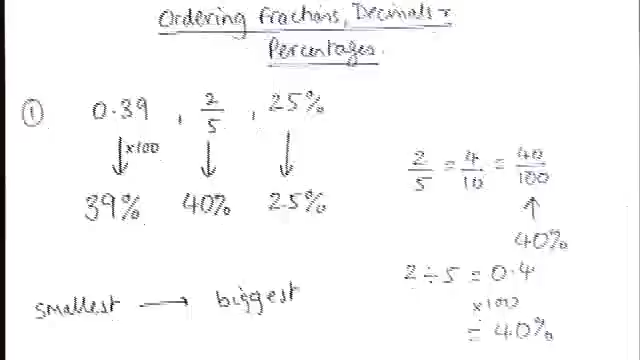 Ordering Fractions, Decimals &
Percentages.
① 0.39 , 2/5 , 25%
×100
39% 40% 25%
2/5 = 4/10 = 40/100
40%
2 ÷ 5 = 0.4
×100
= 40%
smallest → biggest